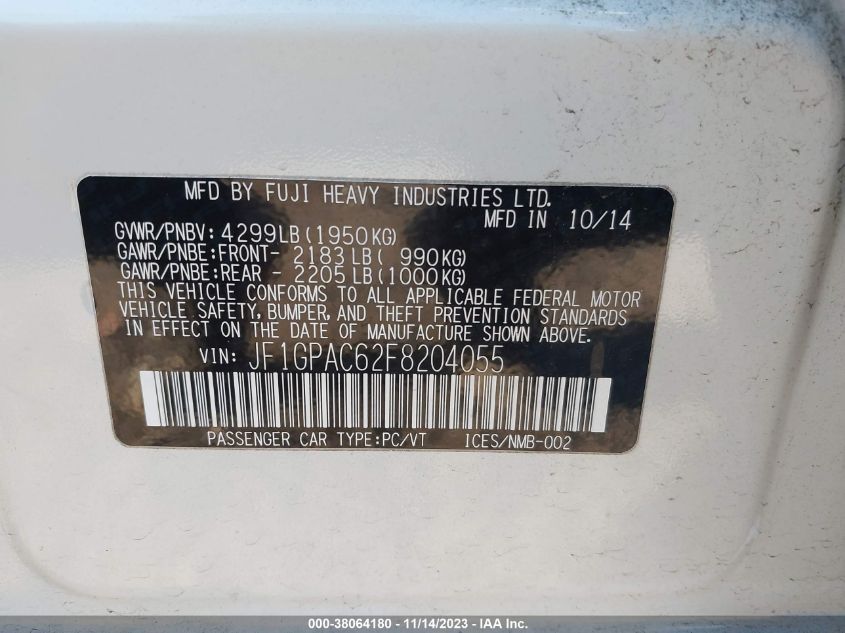 MFD BY FUJI HEAVY INDUSTRIES LTD.
MFD IN 10/14
GVWR/PNBV: 4299LB(1950KG)
GAWR/PNBE:FRONT- 2183LB( 990KG)
GAWR/PNBE:REAR - 2205LB(1000KG)
THIS VEHICLE CONFORMS TO ALL APPLICABLE FEDERAL MOTOR
VEHICLE SAFETY, BUMPER, AND THEFT PREVENTION STANDARDS
IN EFFECT ON THE DATE OF MANUFACTURE SHOWN ABOVE.
VIN: JF1GPAC62F8204055
PASSENGER CAR TYPE:PC/VT ICES/NMB-002
000-38064180 - 11/14/2023 - IAA Inc.